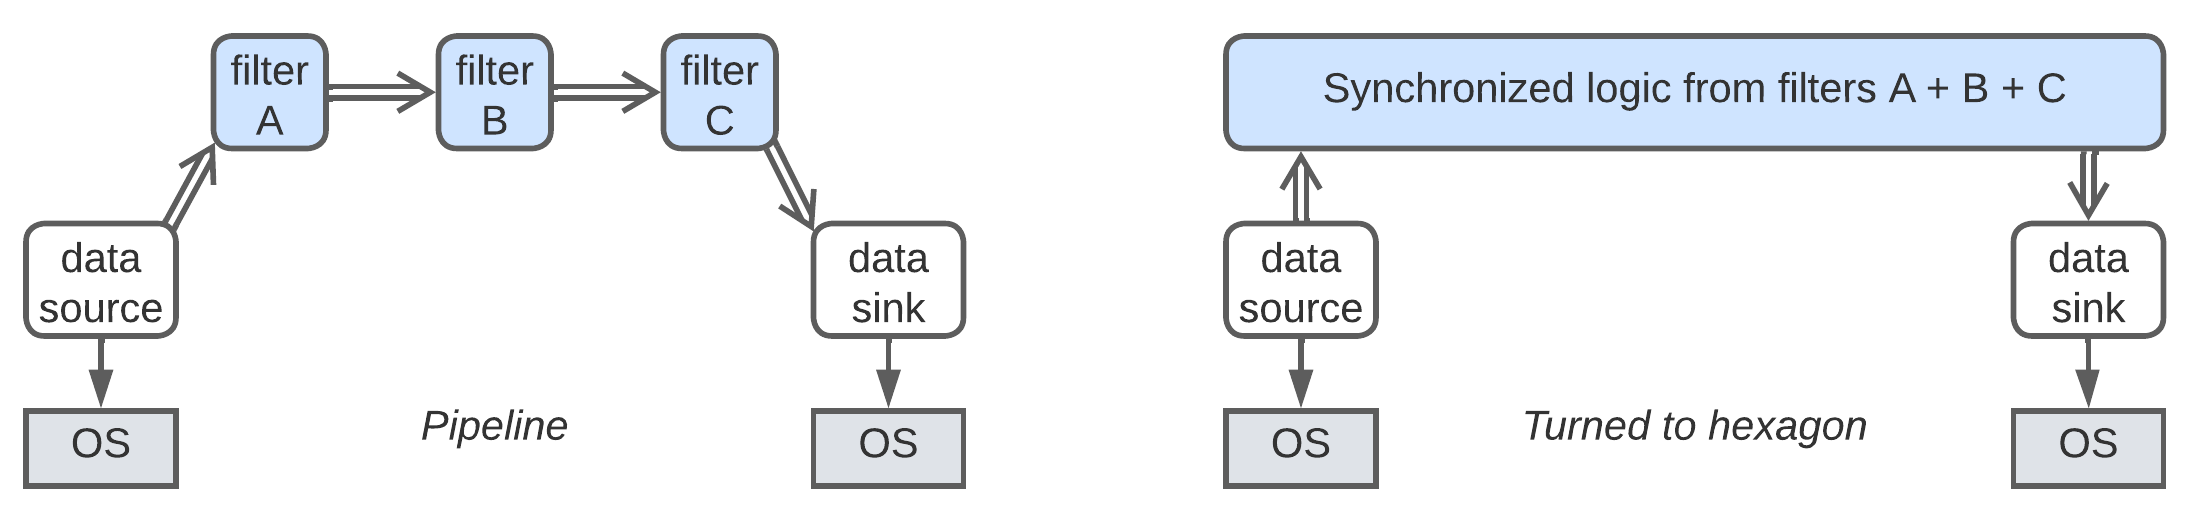 filter
A
filter
B
filter
C
data
source
data
sink
OS
Pipeline
OS
Synchronized logic from filters A + B + C
data
source
data
sink
OS
Turned to hexagon
OS